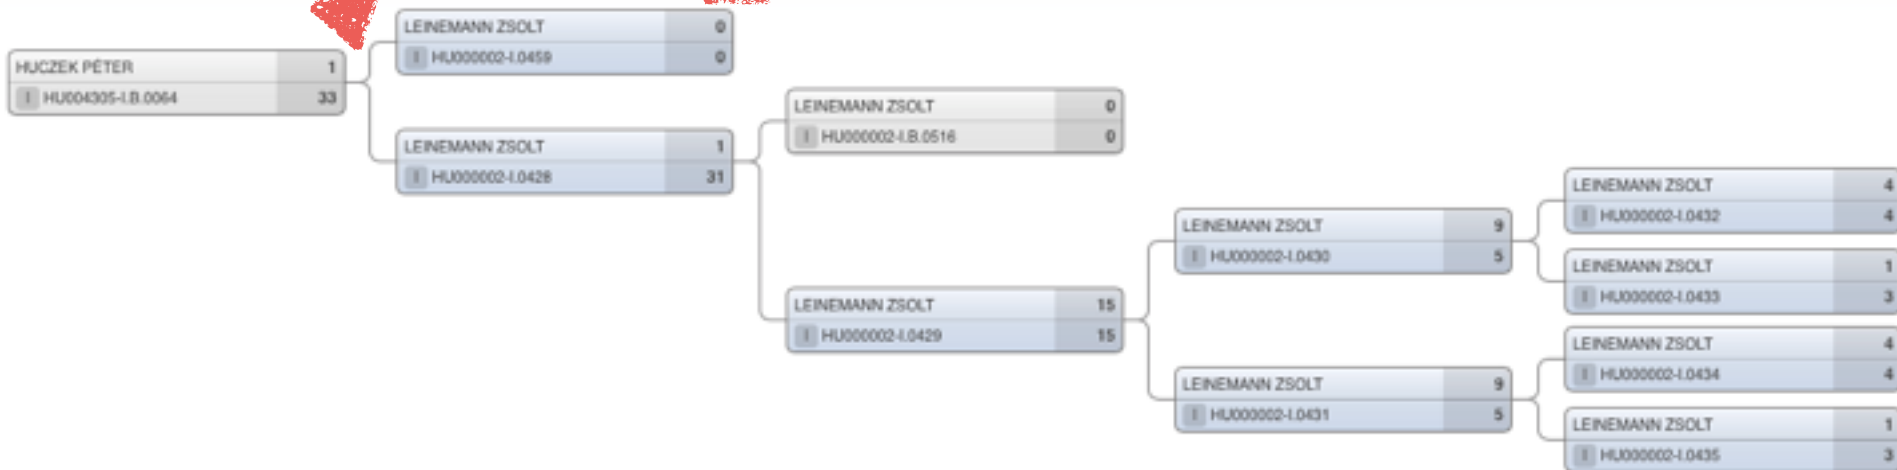 HUCZEK PÉTER 1
I HU004305-I.B.0064 33
LEINEMANN ZSOLT 0
I HU000002-I.0459 0
LEINEMANN ZSOLT 1
I HU000002-I.0428 31
LEINEMANN ZSOLT 0
I HU000002-I.B.0516 0
LEINEMANN ZSOLT 15
I HU000002-I.0429 15
LEINEMANN ZSOLT 9
I HU000002-I.0430 5
LEINEMANN ZSOLT 9
I HU000002-I.0431 5
LEINEMANN ZSOLT 4
I HU000002-I.0432 4
LEINEMANN ZSOLT 1
I HU000002-I.0433 3
LEINEMANN ZSOLT 4
I HU000002-I.0434 4
LEINEMANN ZSOLT 1
I HU000002-I.0435 3